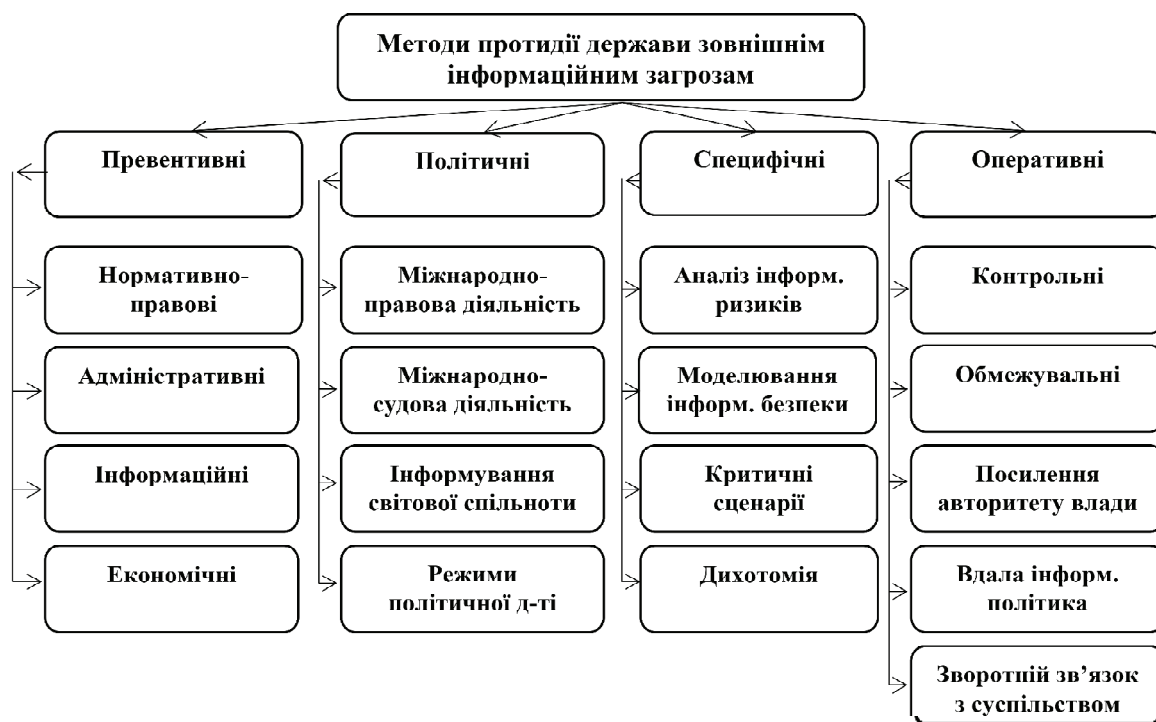 Методи протидії держави зовнішнім
інформаційним загрозам
Превентивні
Політичні
Специфічні
Оперативні
Нормативно-
правові
Міжнародно-
правова діяльність
Аналіз інформ.
ризиків
Контрольні
Адміністративні
Міжнародно-
судова діяльність
Моделювання
інформ. безпеки
Обмежувальні
Інформаційні
Інформування
світової спільноти
Критичні
сценарії
Посилення
авторитету влади
Економічні
Режими
політичної д-ті
Дихотомія
Вдала інформ.
політика
Зворотній зв’язок
з суспільством